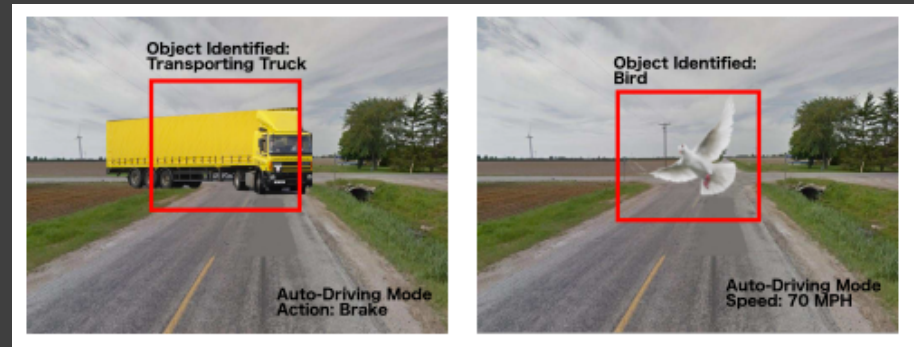 Object Identified:
Transporting Truck
Auto-Driving Mode
Action: Brake
Object Identified:
Bird
Auto-Driving Mode
Speed: 70 MPH